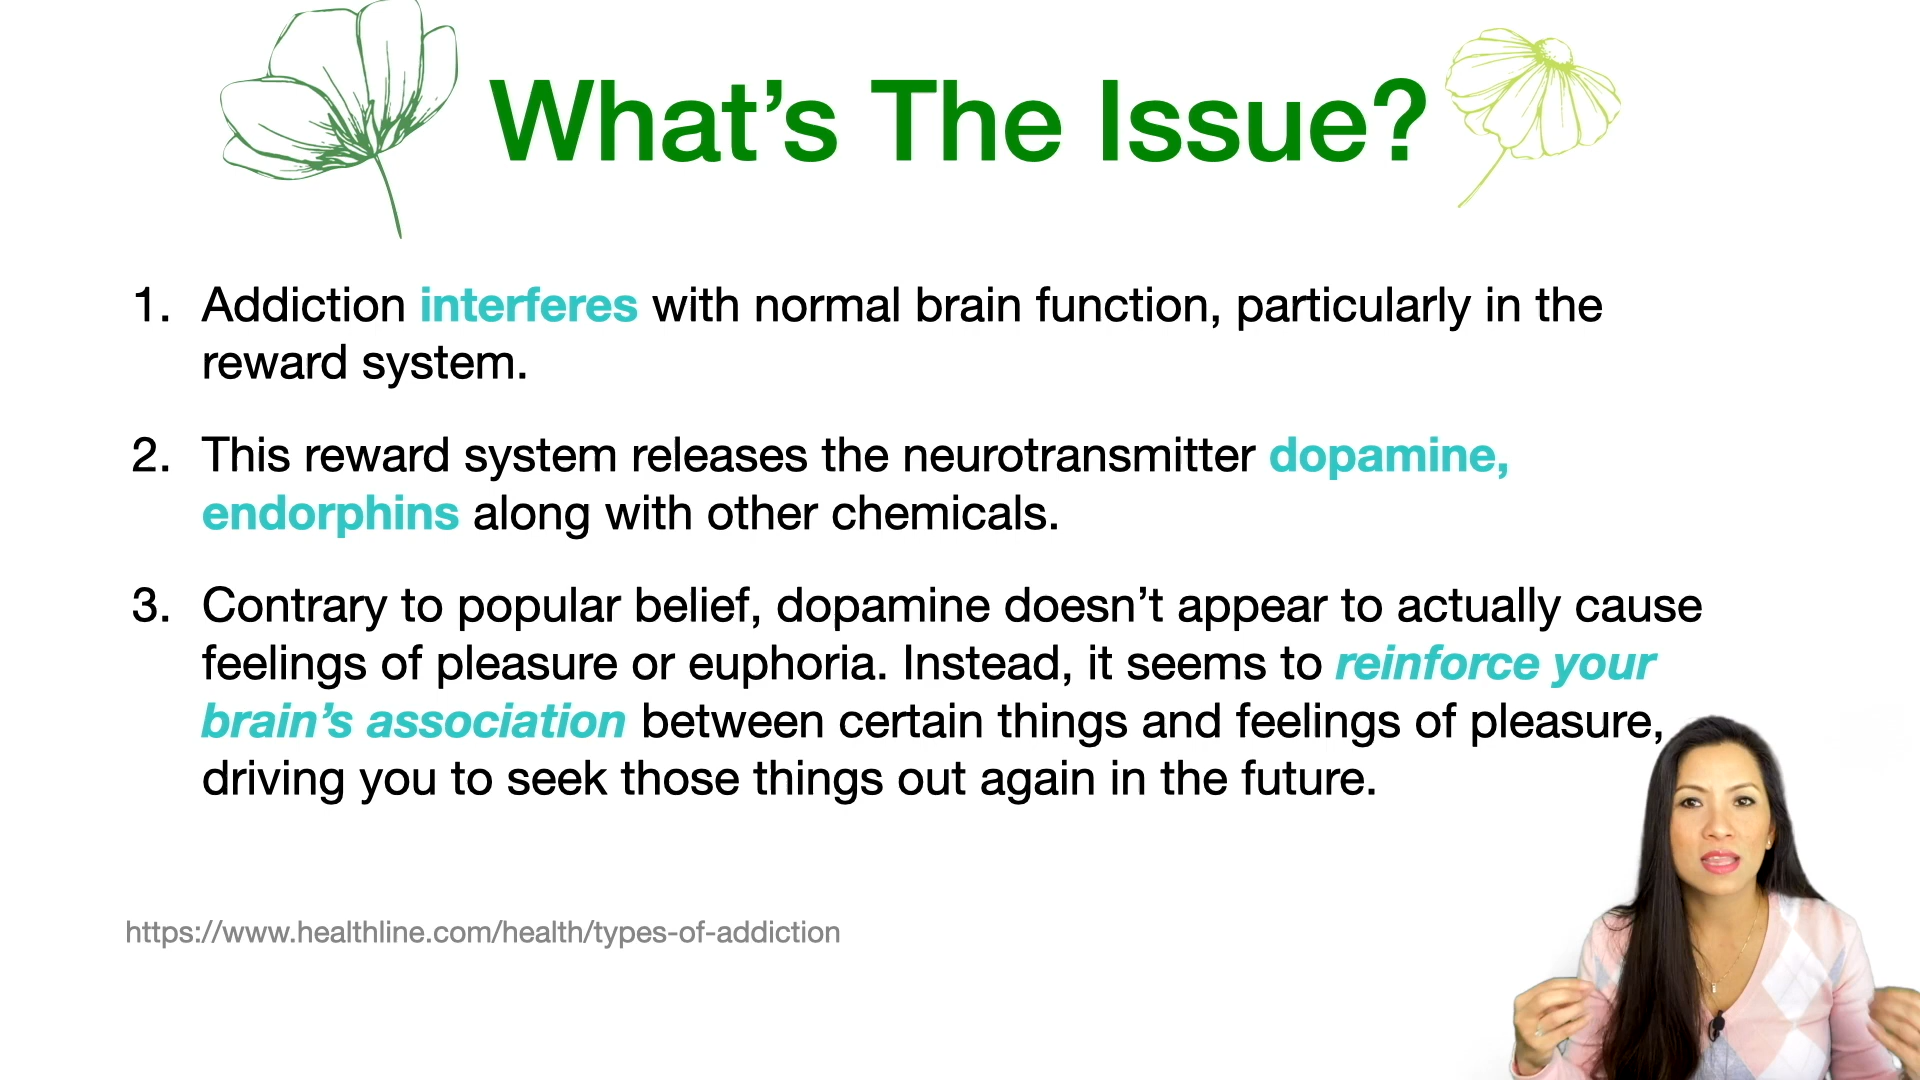 What’s The Issue?
1. Addiction interferes with normal brain function, particularly in the
reward system.
2. This reward system releases the neurotransmitter dopamine,
endorphins along with other chemicals.
3. Contrary to popular belief, dopamine doesn’t appear to actually cause
feelings of pleasure or euphoria. Instead, it seems to reinforce your
brain’s association between certain things and feelings of pleasure,
driving you to seek those things out again in the future.
https://www.healthline.com/health/types-of-addiction